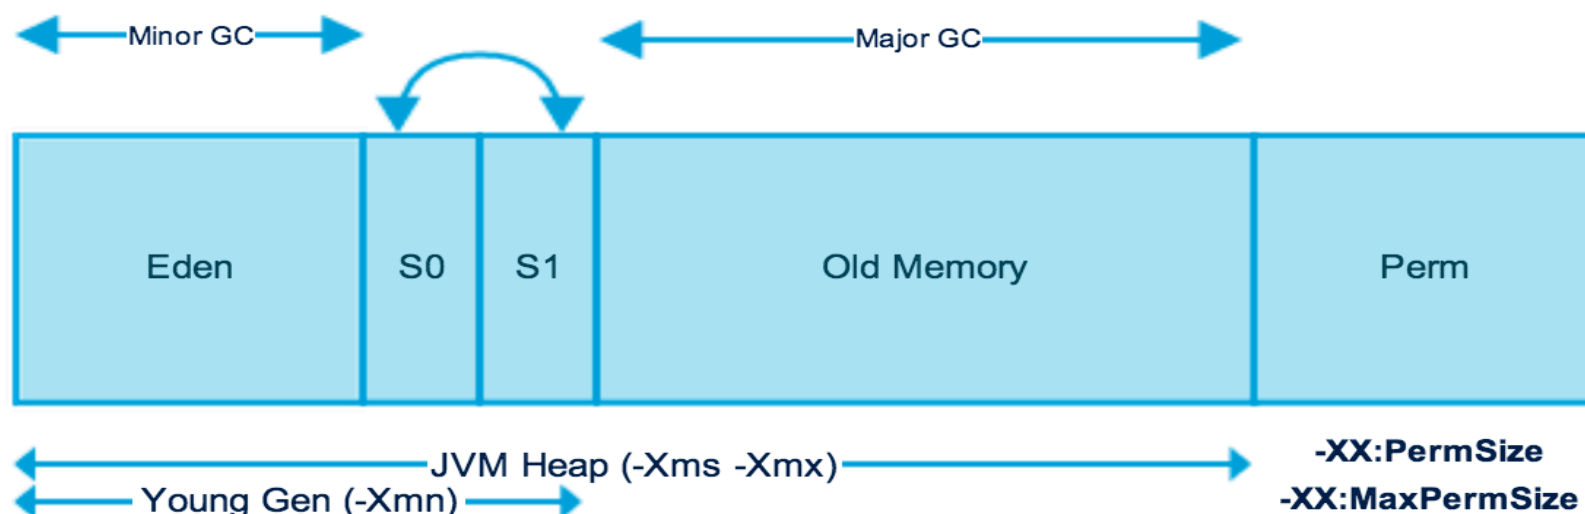 Minor GC
Major GC
Eden
S0
S1
Old Memory
Perm
JVM Heap (-Xms -Xmx)
-XX:PermSize
Young Gen (-Xmn)
-XX:MaxPermSize